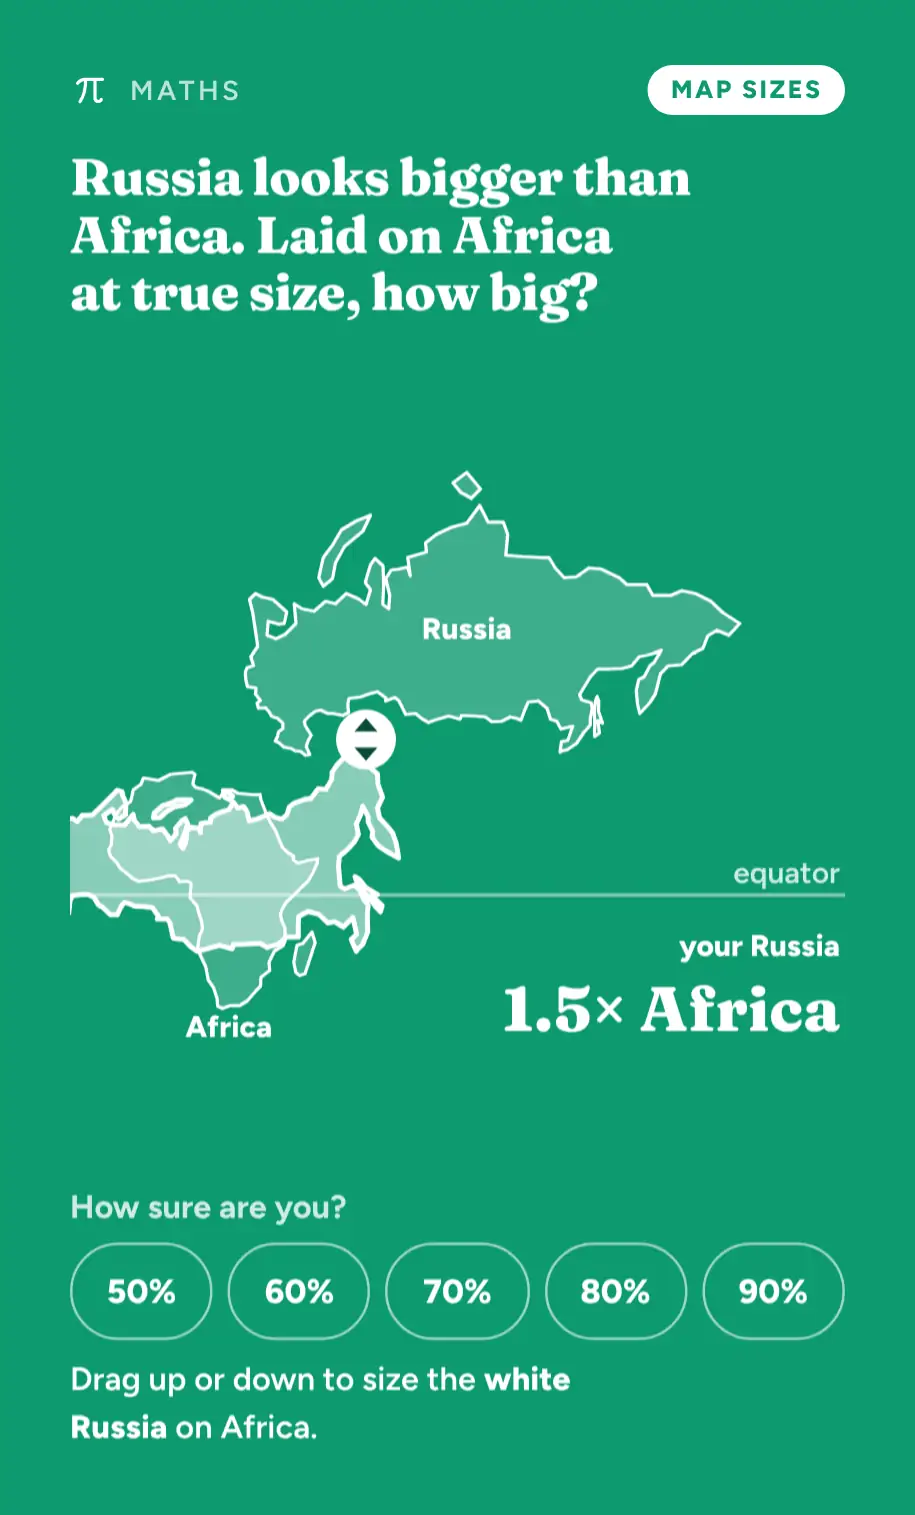 π MATHS
MAP SIZES
Russia looks bigger than
Africa. Laid on Africa
at true size, how big?
Russia
equator
your Russia
1.5× Africa
Africa
How sure are you?
50% 60% 70% 80% 90%
Drag up or down to size the white
Russia on Africa.